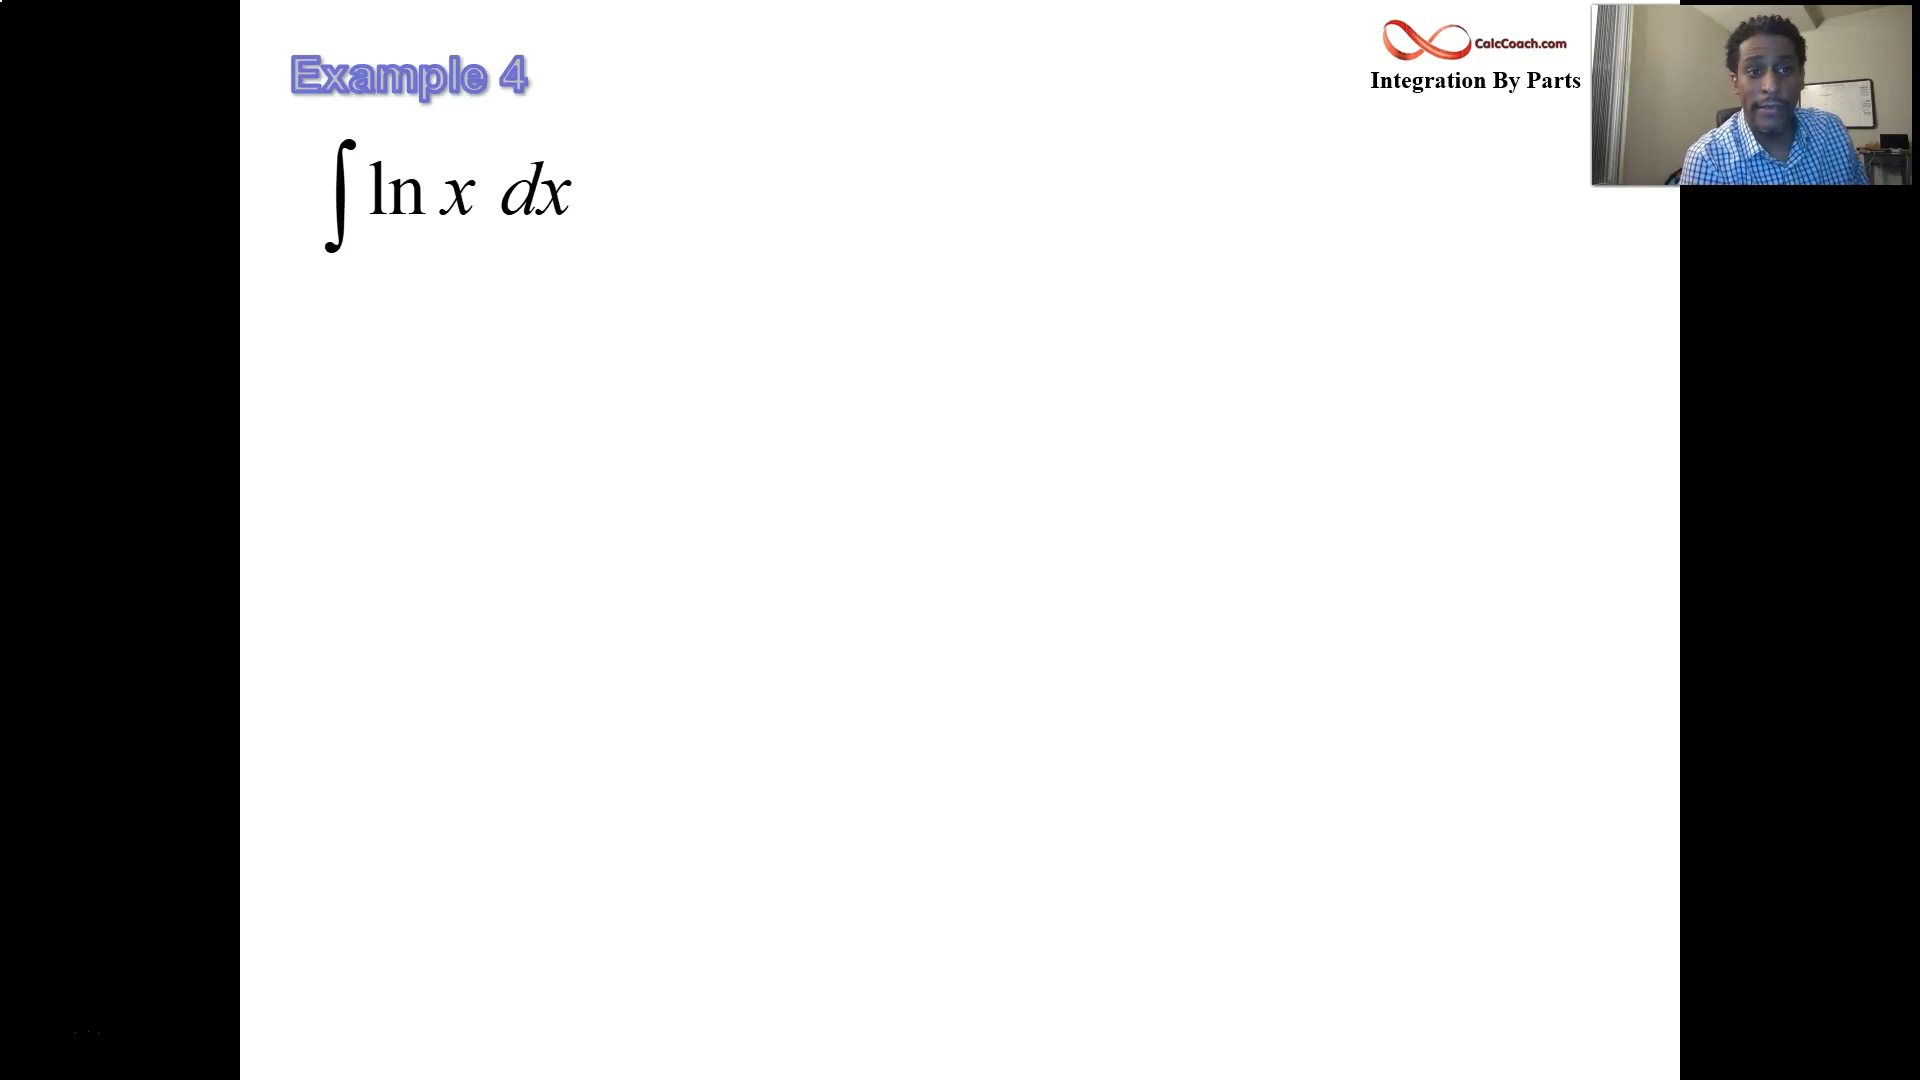 Example 4
CalcCoach.com
Integration By Parts
∫ ln x dx